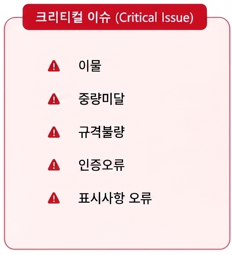 크리티컬 이슈 (Critical Issue)
이물
중량미달
규격불량
인증오류
표시사항 오류